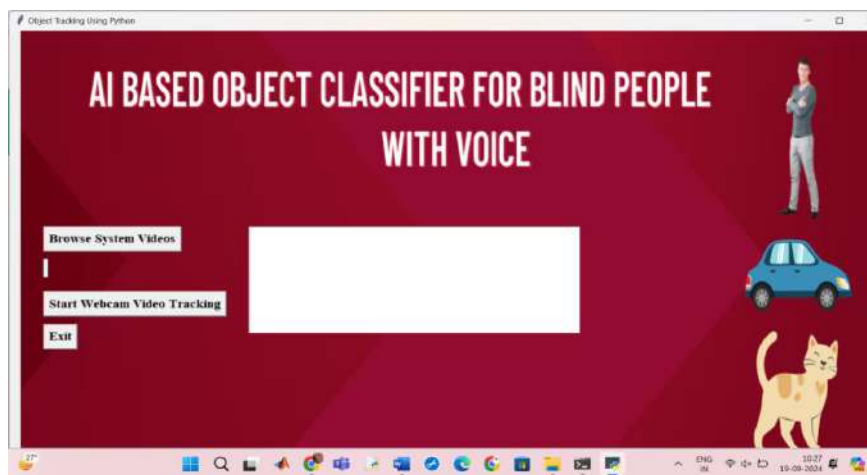 Object Tracking Using Python
AI BASED OBJECT CLASSIFIER FOR BLIND PEOPLE
WITH VOICE
Browse System Videos
Start Webcam Video Tracking
Exit
27°
ENG
IN
10:27
19-09-2024